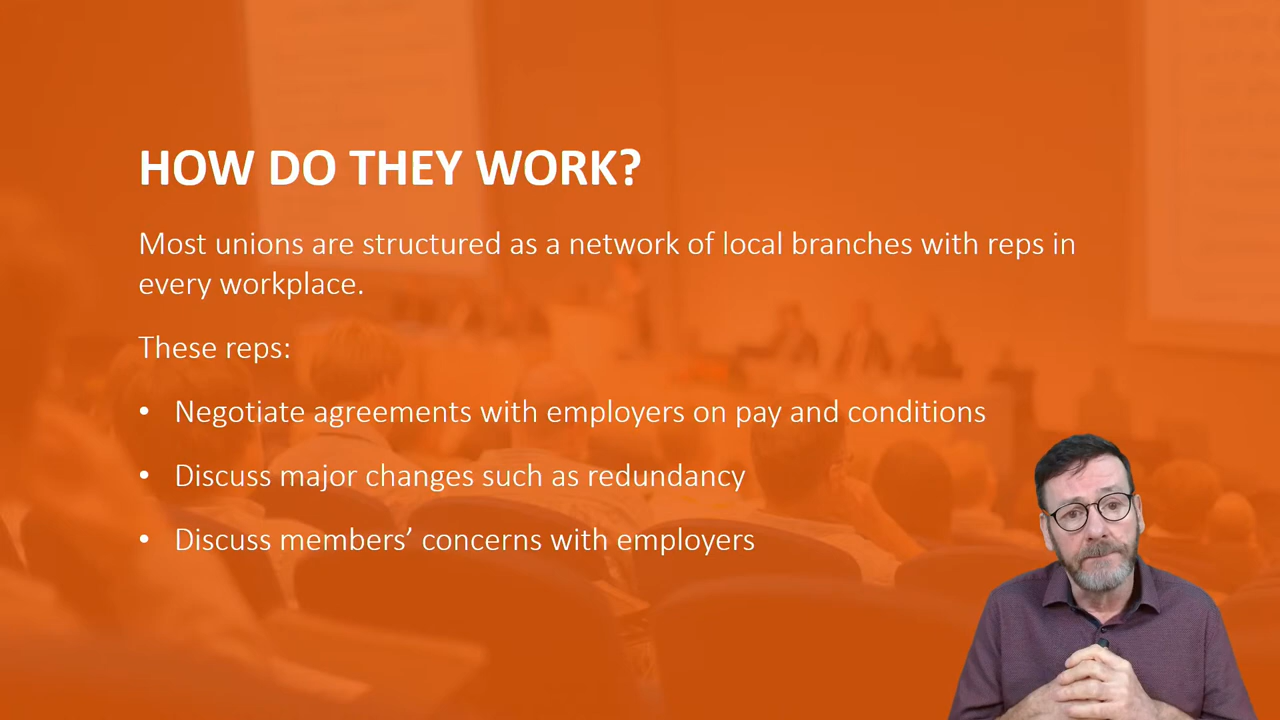 HOW DO THEY WORK?
Most unions are structured as a network of local branches with reps in
every workplace.
These reps:
• Negotiate agreements with employers on pay and conditions
• Discuss major changes such as redundancy
• Discuss members’ concerns with employers